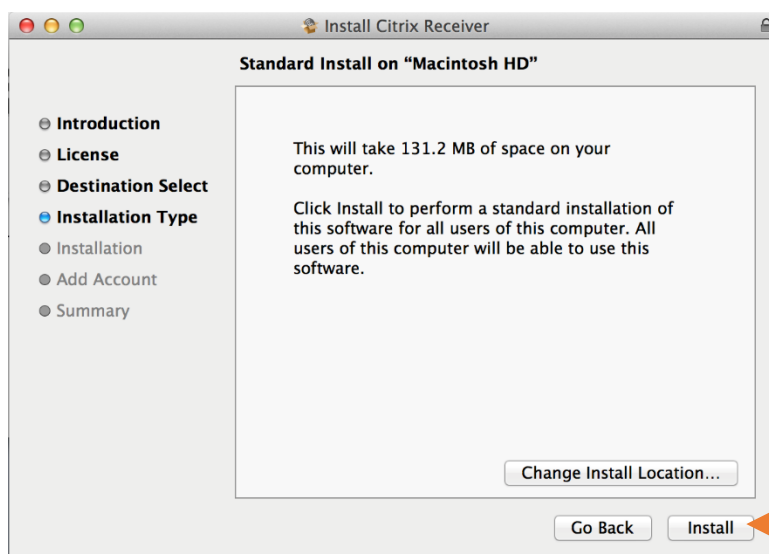 Install Citrix Receiver
Standard Install on “Macintosh HD”
Introduction
License
Destination Select
Installation Type
Installation
Add Account
Summary
This will take 131.2 MB of space on your
computer.
Click Install to perform a standard installation of
this software for all users of this computer. All
users of this computer will be able to use this
software.
Change Install Location...
Go Back
Install